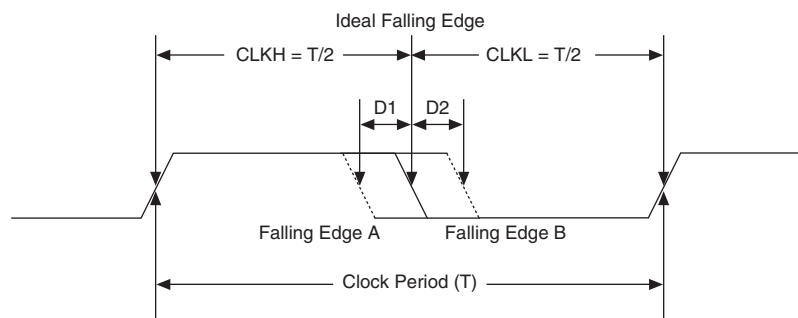 Ideal Falling Edge
CLKH = T/2
CLKL = T/2
D1
D2
Falling Edge A
Falling Edge B
Clock Period (T)